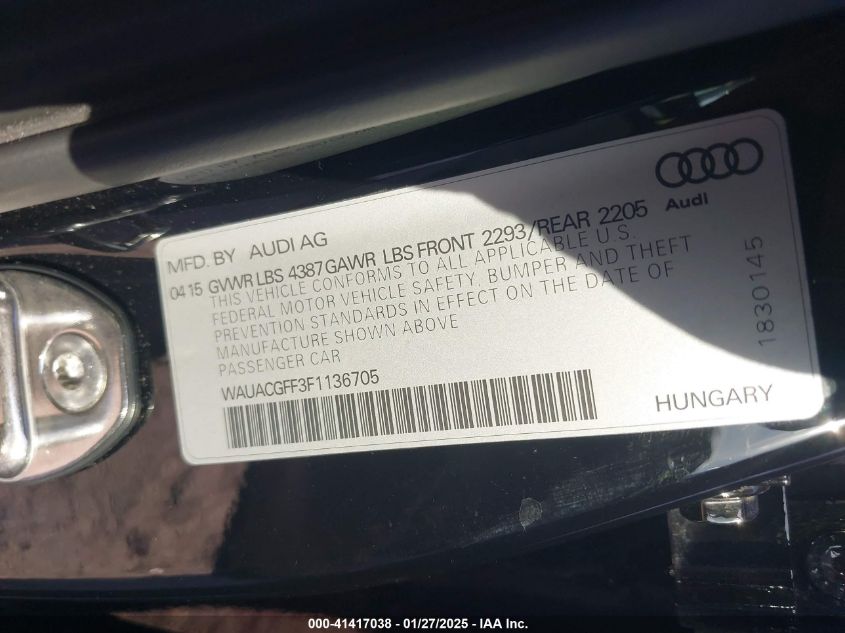 Audi
MFD. BY AUDI AG
04 15 GVWR LBS 4387 GAWR LBS FRONT 2293/REAR 2205
THIS VEHICLE CONFORMS TO ALL APPLICABLE U.S.
FEDERAL MOTOR VEHICLE SAFETY, BUMPER AND THEFT
PREVENTION STANDARDS IN EFFECT ON THE DATE OF
MANUFACTURE SHOWN ABOVE
PASSENGER CAR
WAUACGFF3F1136705
HUNGARY
1830145
000-41417038 - 01/27/2025 - IAA Inc.